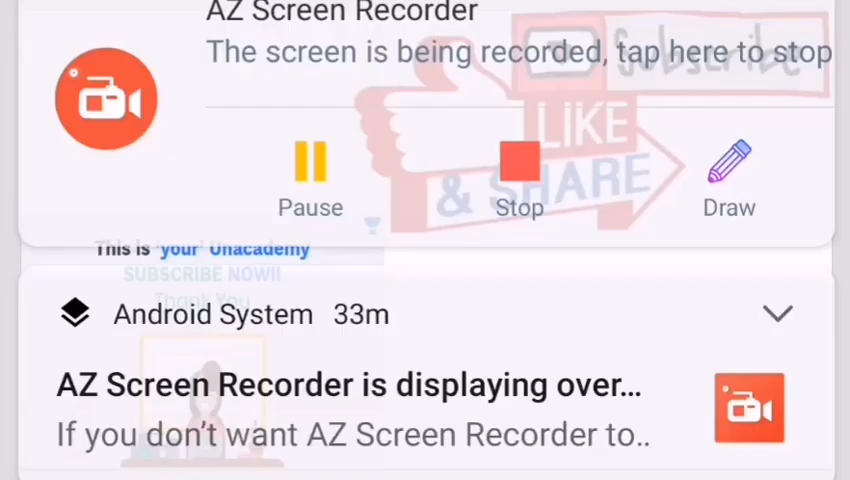 AZ Screen Recorder
The screen is being recorded, tap here to stop
Subscribe
LIKE
& SHARE
Pause
Stop
Draw
This is 'your' Unacademy
SUBSCRIBE NOW!!
Thank You
Android System 33m
AZ Screen Recorder is displaying over...
If you don't want AZ Screen Recorder to..